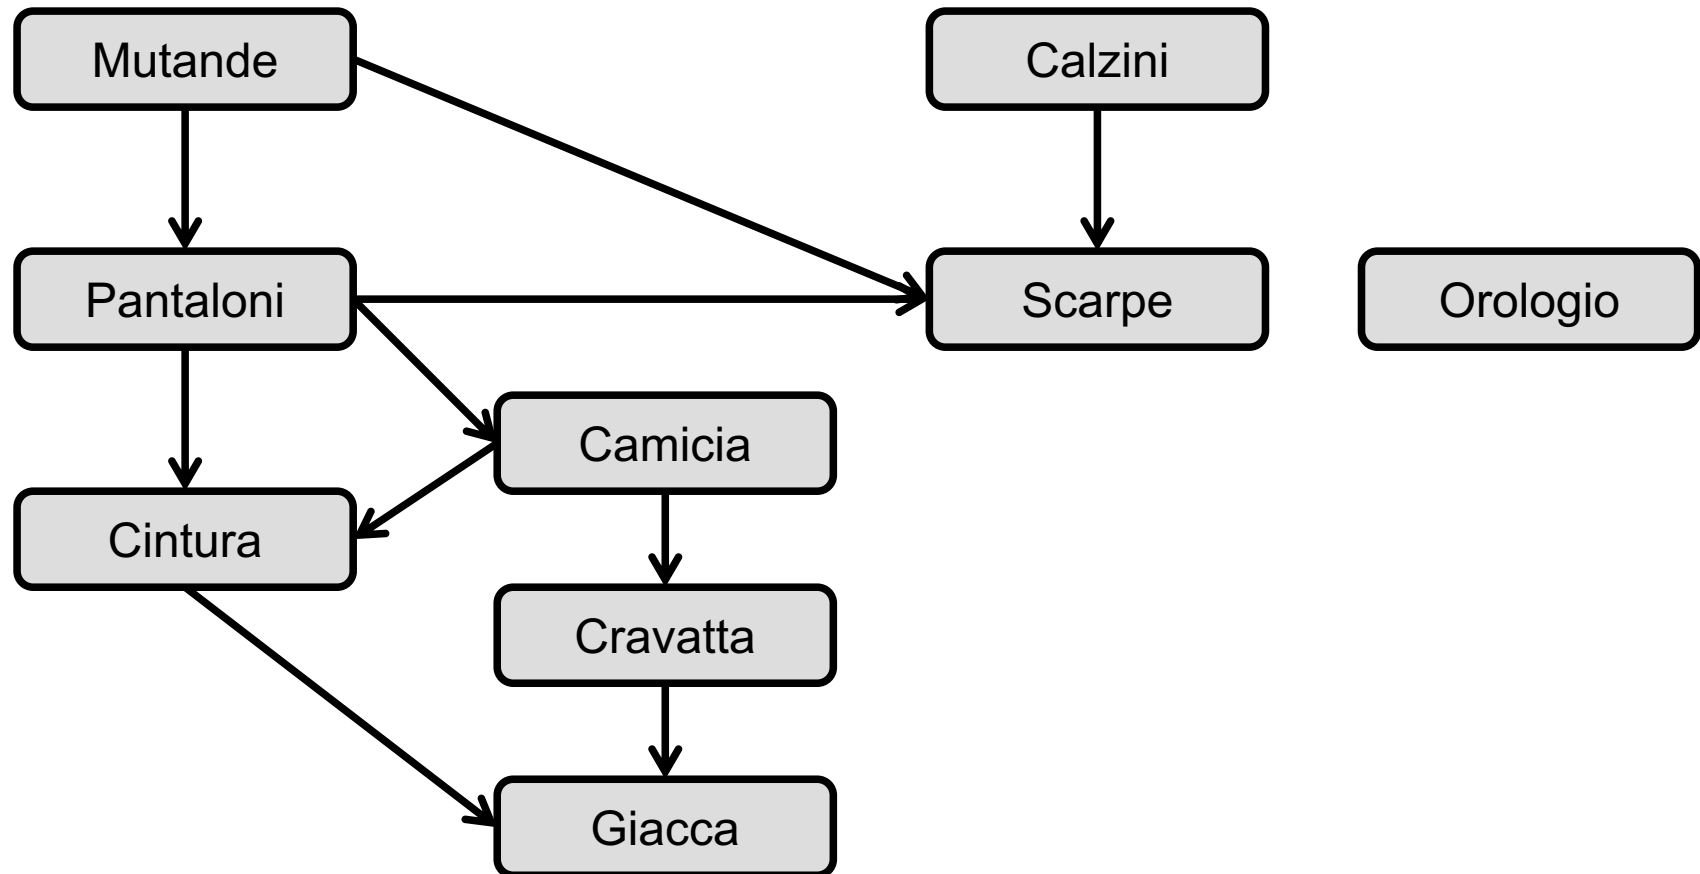 Mutande
Calzini
Pantaloni
Scarpe
Orologio
Camicia
Cintura
Cravatta
Giacca